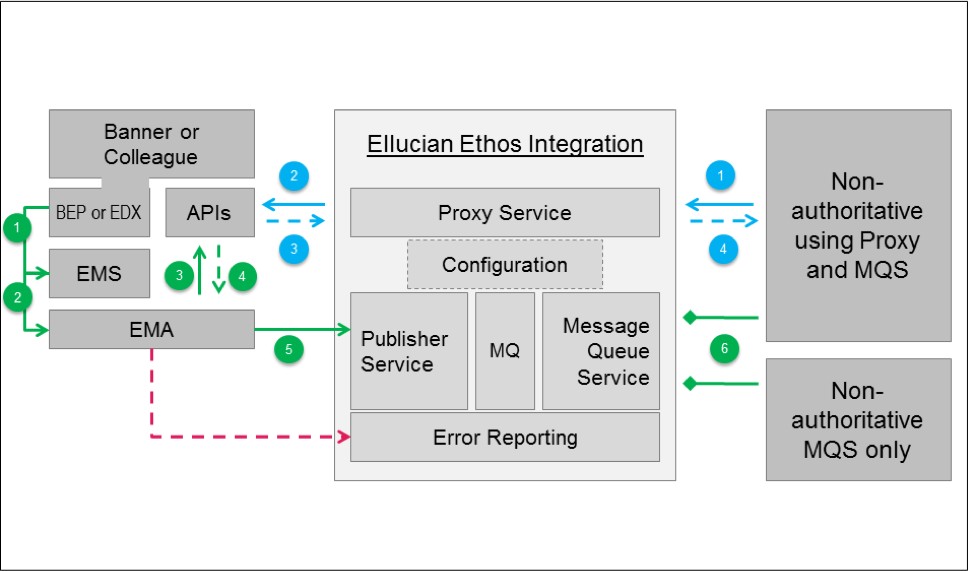 Banner or
Colleague
BEP or EDX
APIs
EMS
EMA
1
2
3
4
5
2
3
Ellucian Ethos Integration
Proxy Service
Configuration
Publisher
Service
MQ
Message
Queue
Service
Error Reporting
1
4
6
Non-
authoritative
using Proxy
and MQS
Non-
authoritative
MQS only